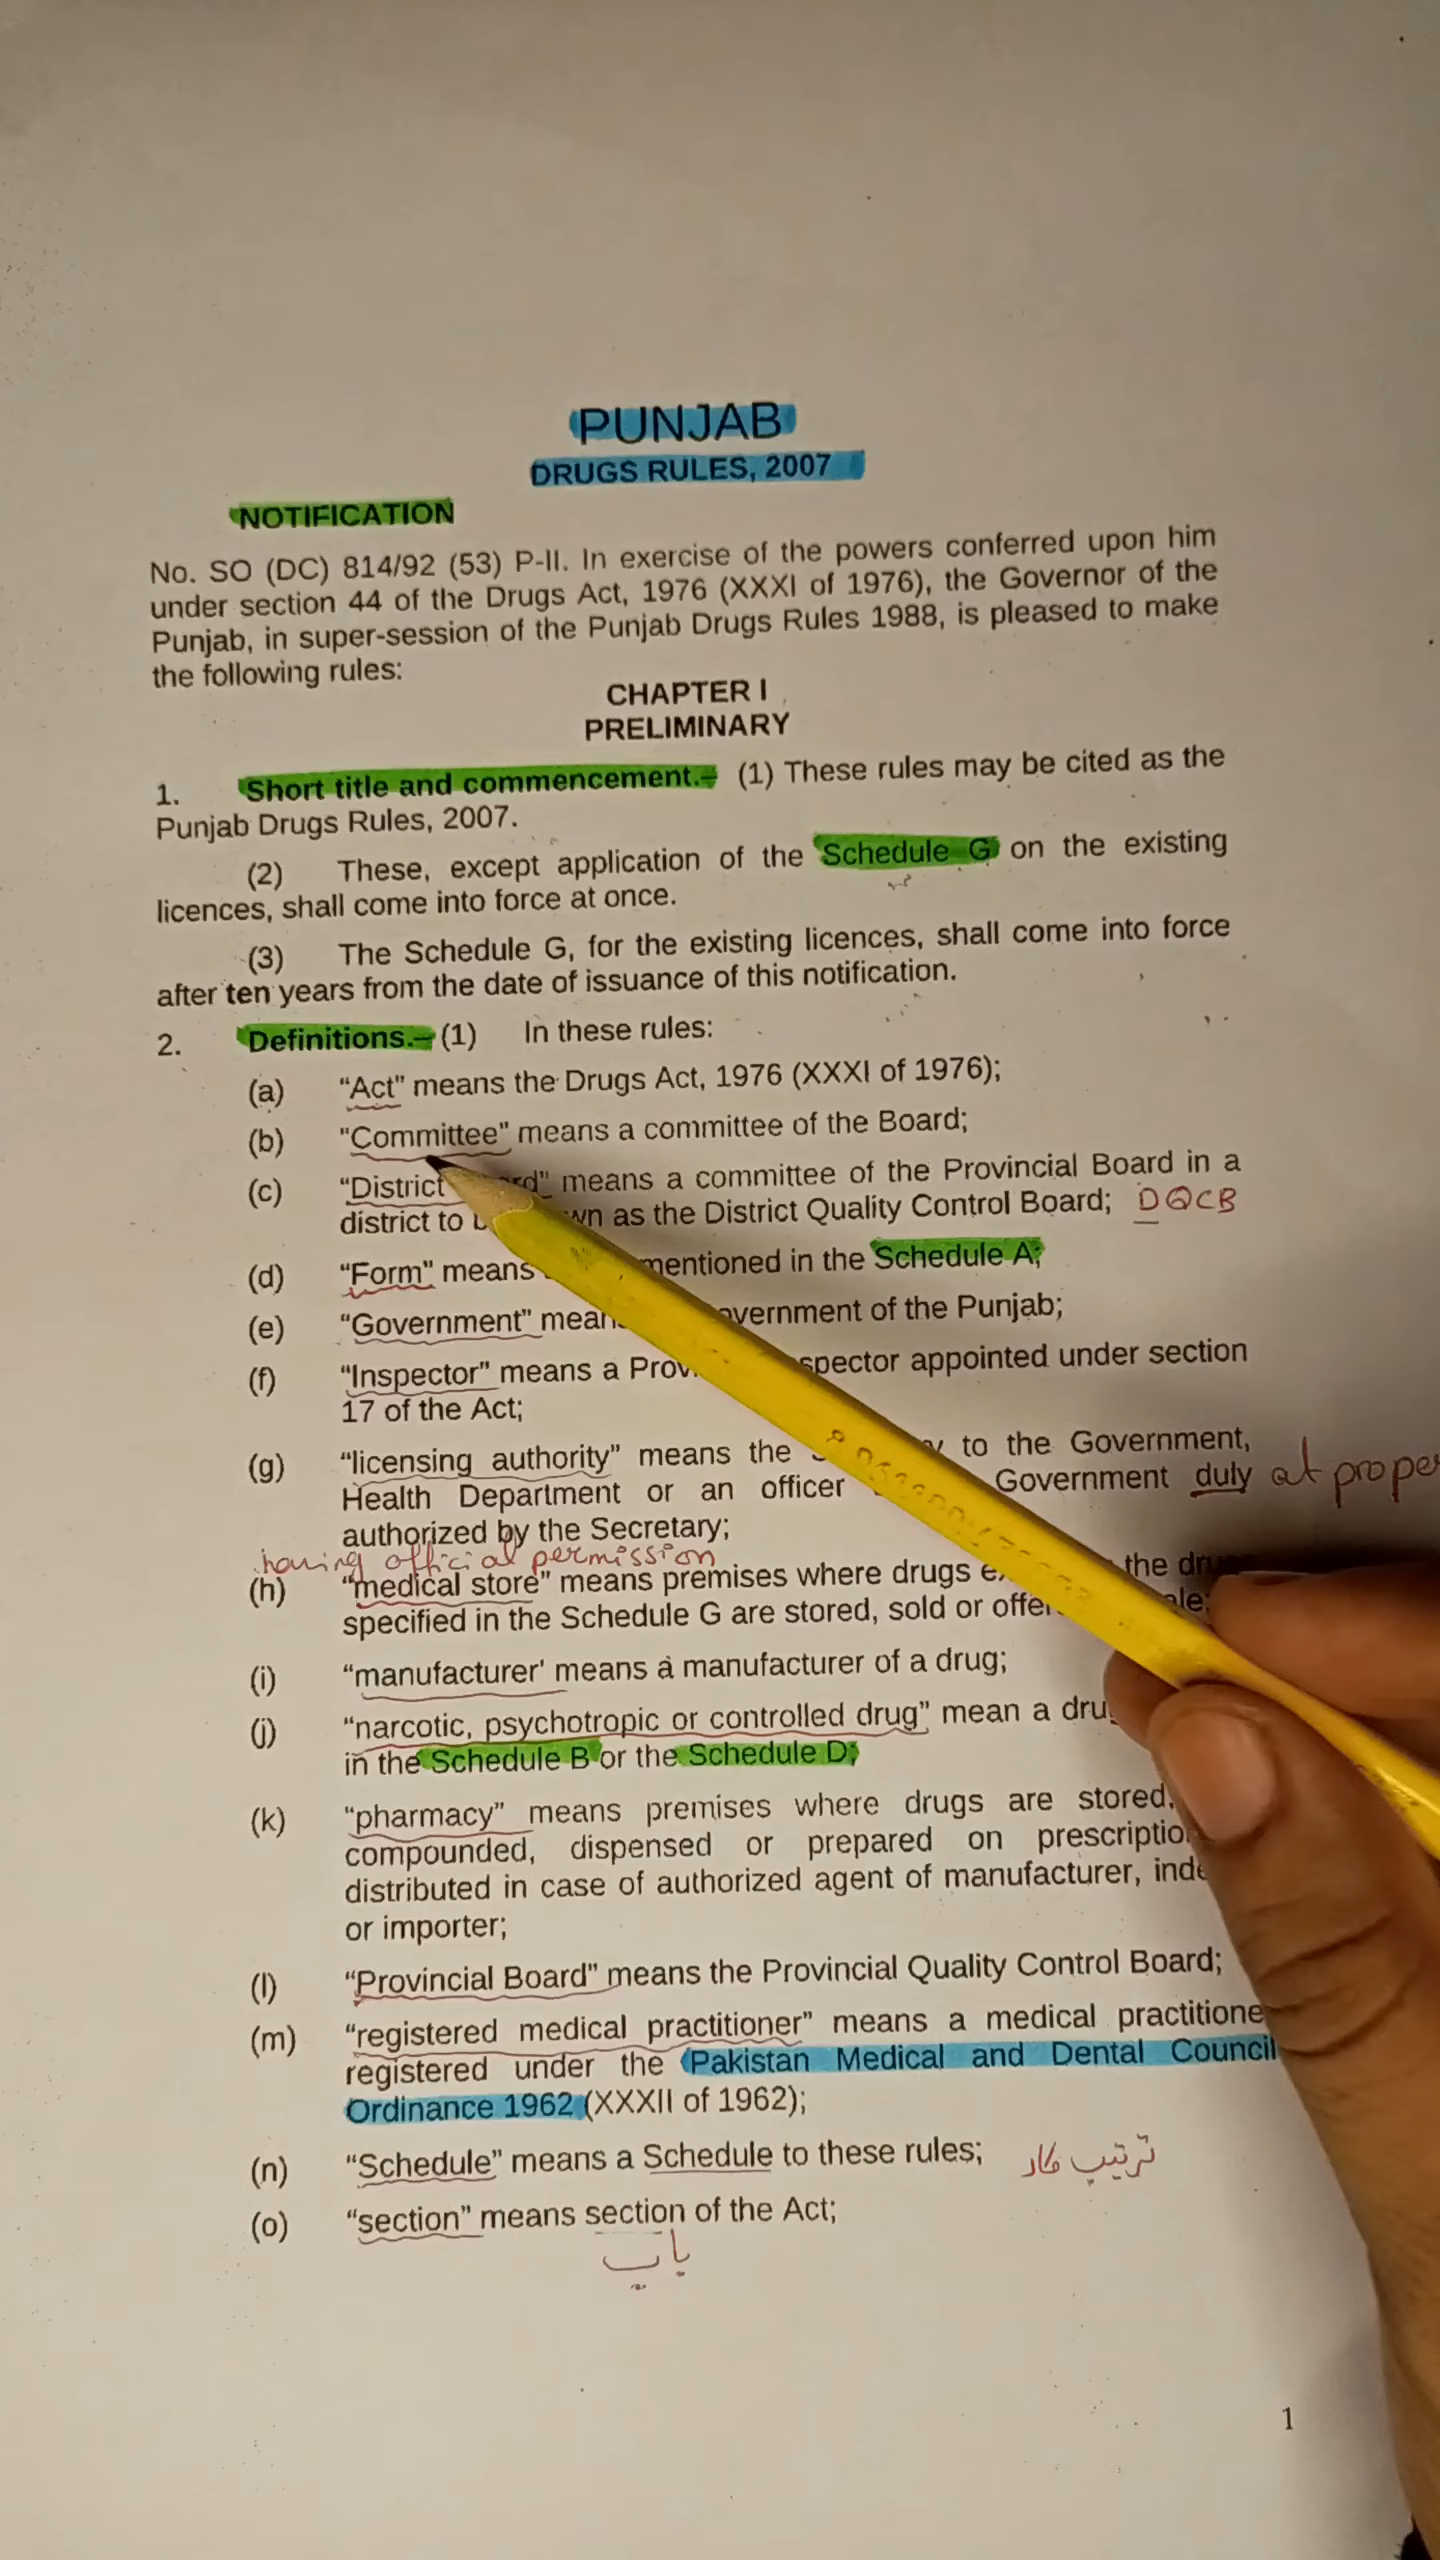 PUNJAB
DRUGS RULES, 2007
NOTIFICATION
No. SO (DC) 814/92 (53) P-II. In exercise of the powers conferred upon him
under section 44 of the Drugs Act, 1976 (XXXI of 1976), the Governor of the
Punjab, in super-session of the Punjab Drugs Rules 1988, is pleased to make
the following rules:
CHAPTER I
PRELIMINARY
1. Short title and commencement.– (1) These rules may be cited as the
Punjab Drugs Rules, 2007.
(2) These, except application of the Schedule G on the existing
licences, shall come into force at once.
(3) The Schedule G, for the existing licences, shall come into force
after ten years from the date of issuance of this notification.
2. Definitions.– (1) In these rules:
(a) “Act” means the Drugs Act, 1976 (XXXI of 1976);
(b) “Committee” means a committee of the Board;
(c) “District means a committee of the Provincial Board in a
district to as the District Quality Control Board; DQCB
(d) “Form” means mentioned in the Schedule A;
(e) “Government” of the Punjab;
(f) “Inspector” means a appointed under section
17 of the Act;
(g) “licensing authority” means the to the Government,
Health Department or an officer Government duly at proper
authorized by the Secretary;
having official permission
(h) “medical store” means premises where drugs the
specified in the Schedule G are stored, sold or
(i) “manufacturer' means a manufacturer of a drug;
(j) “narcotic, psychotropic or controlled drug” mean a
in the Schedule B or the Schedule D;
(k) “pharmacy” means premises where drugs are stored,
compounded, dispensed or prepared on
distributed in case of authorized agent of manufacturer,
or importer;
(l) “Provincial Board” means the Provincial Quality Control Board;
(m) “registered medical practitioner” means a medical
registered under the Pakistan Medical and Dental Council
Ordinance 1962 (XXXII of 1962);
(n) “Schedule” means a Schedule to these rules; ترتیب کار
(o) “section” means section of the Act;
باب
1